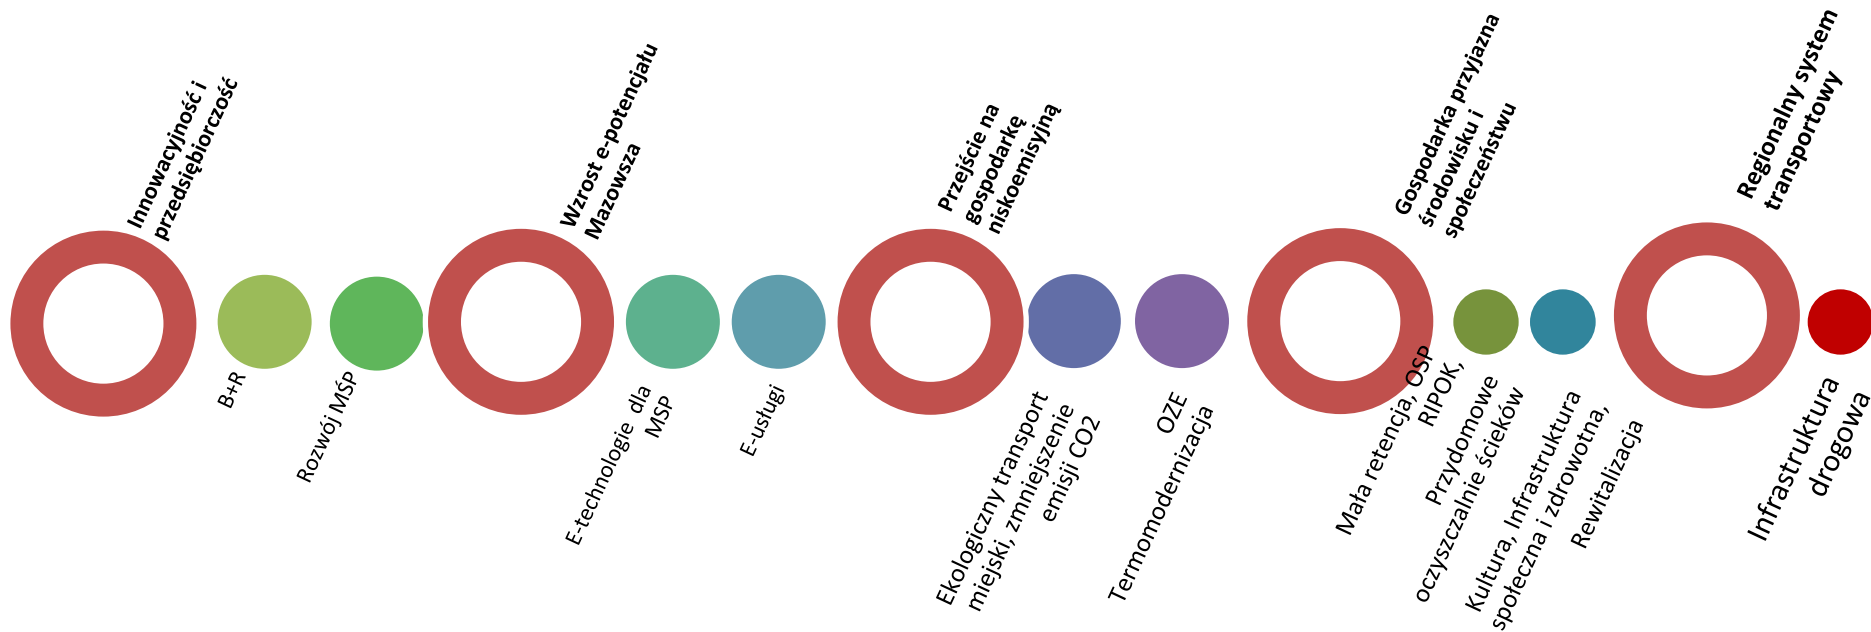 Innowacyjność i
przedsiębiorczość
B+R
Rozwój MŚP
Wzrost e-potencjału
Mazowsza
E-technologie dla
MSP
E-usługi
Przejście na
gospodarkę
niskoemisyjną
Ekologiczny transport
miejski, zmniejszenie
emisji CO2
OZE
Termomodernizacja
Gospodarka przyjazna
środowisku i
społeczeństwu
Mała retencja, OSP
RIPOK,
Przydomowe
oczyszczalnie ścieków
Kultura, Infrastruktura
społeczna i zdrowotna,
Rewitalizacja
Regionalny system
transportowy
Infrastruktura
drogowa